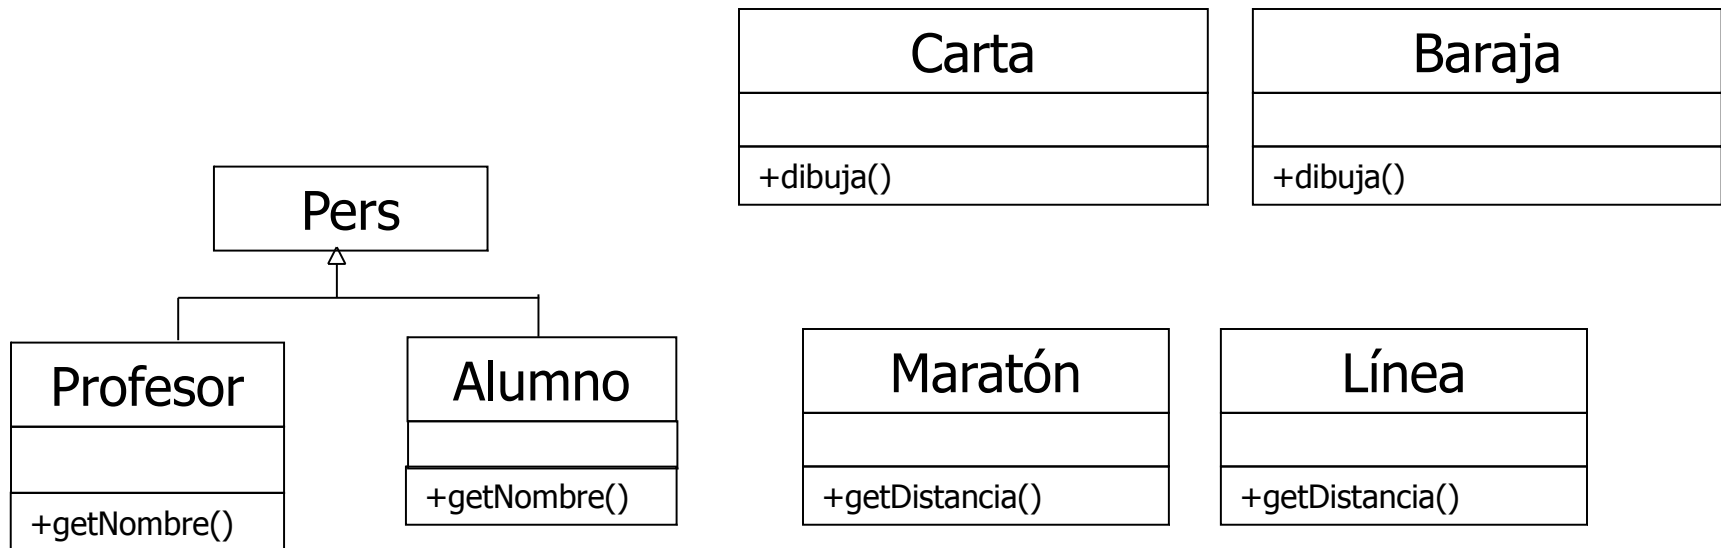 Carta
+dibuja()
Baraja
+dibuja()
Pers
Profesor
+getNombre()
Alumno
+getNombre()
Maratón
+getDistancia()
Línea
+getDistancia()